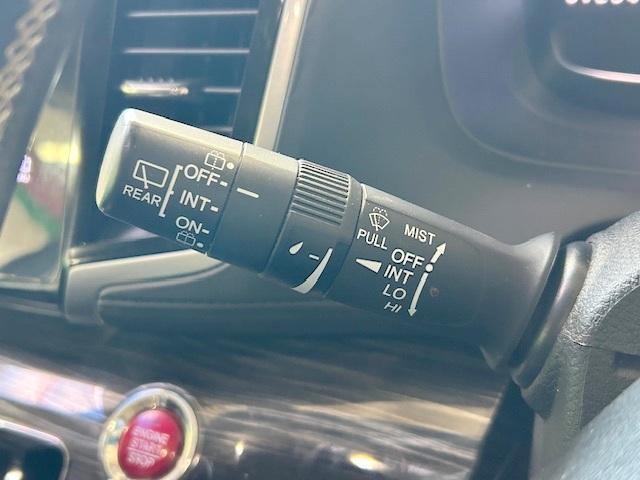 REAR
OFF
INT
ON
PULL
MIST
OFF
INT
LO
HI
ENGINE
START
STOP